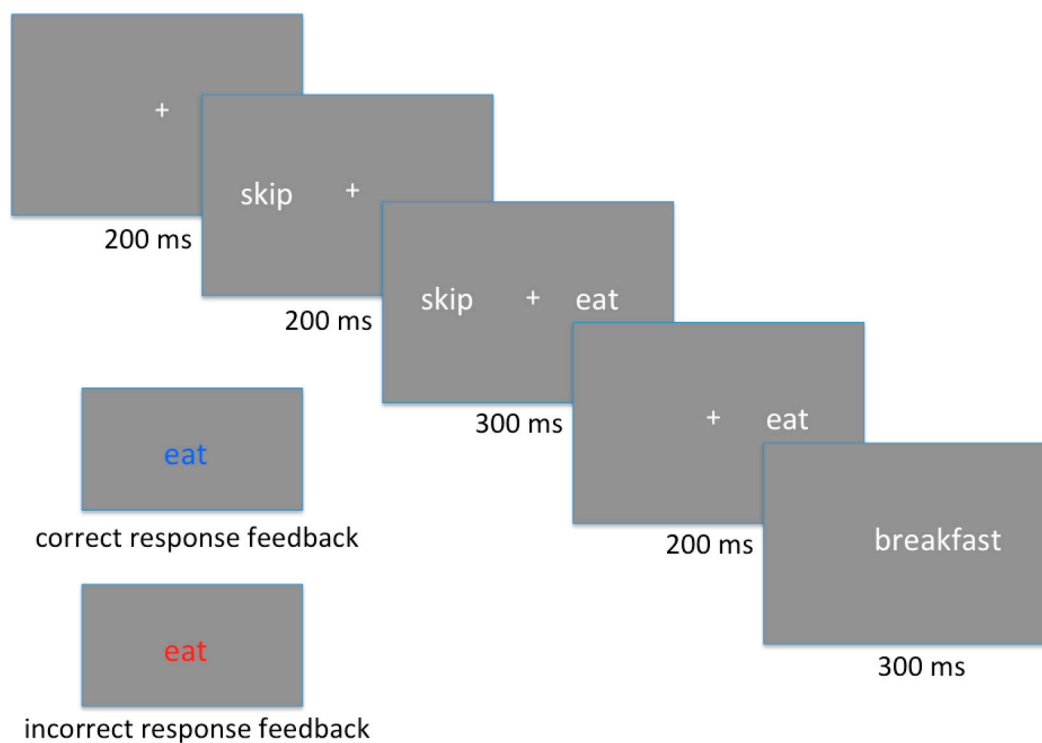 +
200 ms
skip +
200 ms
skip + eat
300 ms
+ eat
200 ms
breakfast
300 ms
eat
correct response feedback
eat
incorrect response feedback